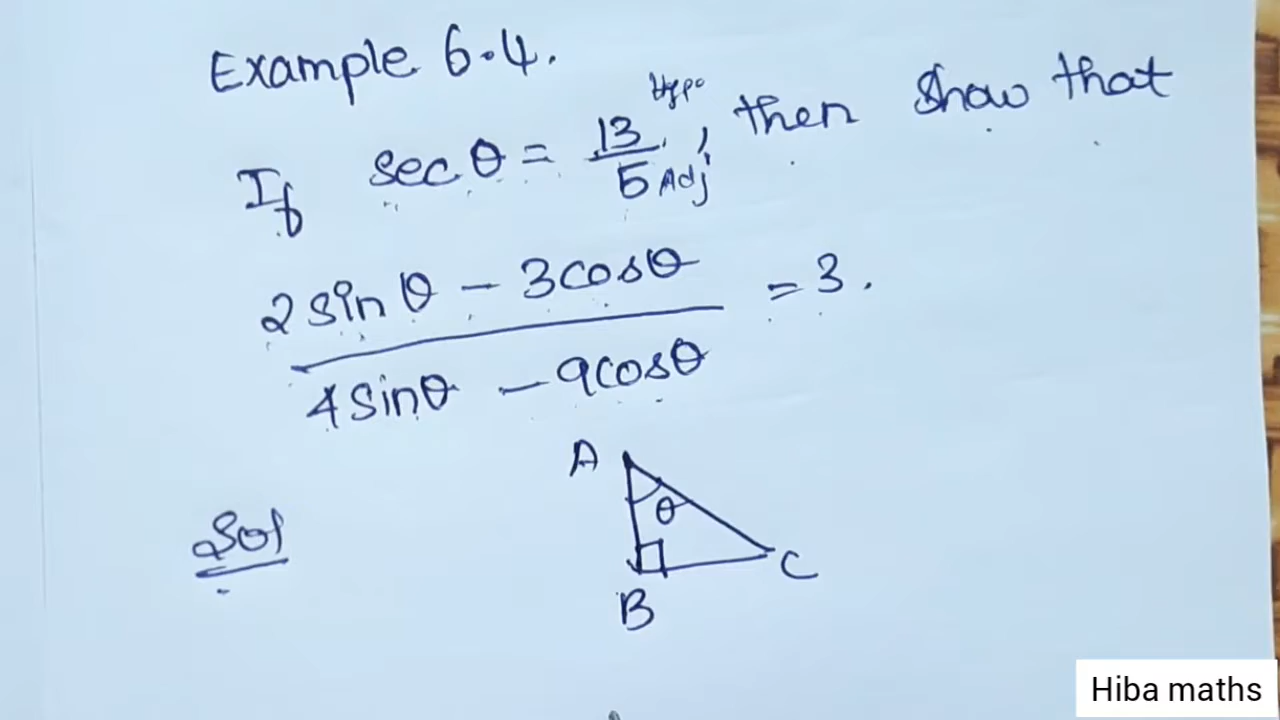 Example 6.4.
If sec θ = 13 Hypo / 5 Adj, then show that
2 sin θ - 3 cos θ / 4 sin θ - 9 cos θ = 3.
Sol
A
θ
B
C
Hiba maths